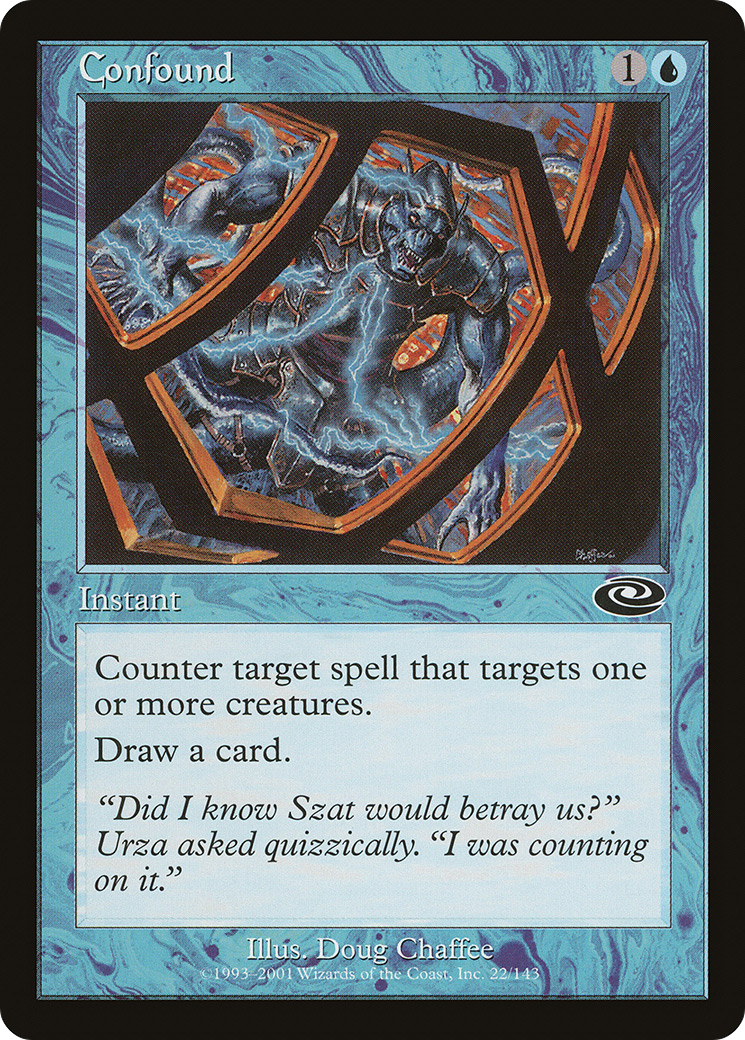 Confound 1
Instant
Counter target spell that targets one
or more creatures.
Draw a card.
“Did I know Szat would betray us?”
Urza asked quizzically. “I was counting
on it.”
Illus. Doug Chaffee
©1993–2001 Wizards of the Coast, Inc. 22/143